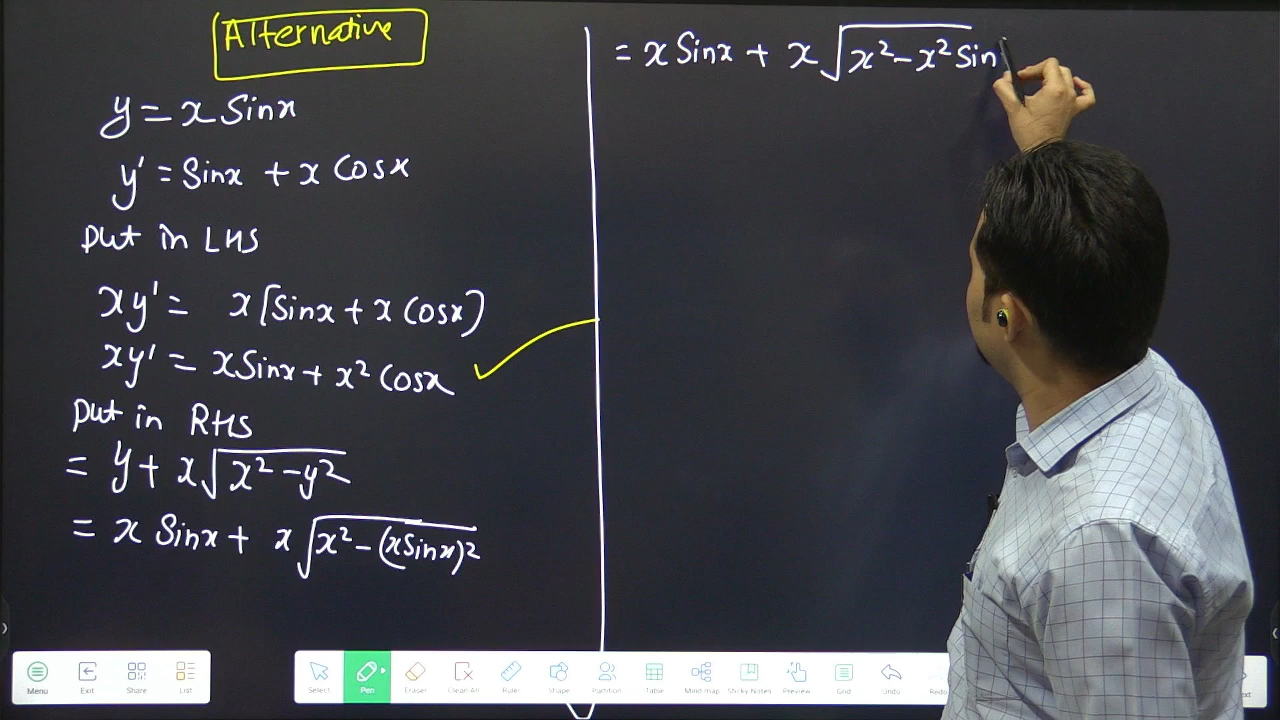 Alternative
y = x Sinx
y' = Sinx + x Cosx
Put in LHS
xy' = x[Sinx + x Cosx)
xy' = xSinx + x² Cosx
Put in RHS
= y + x√x² - y²
= x Sinx + x√x² - (xSinx)²
= x Sinx + x√x² - x² Sin
Menu
Exit
Share
List
Select
Pen
Eraser
Clean All
Ruler
Shape
Partition
Table
Mind map
Sticky Notes
Preview
Grid
Undo
Redo